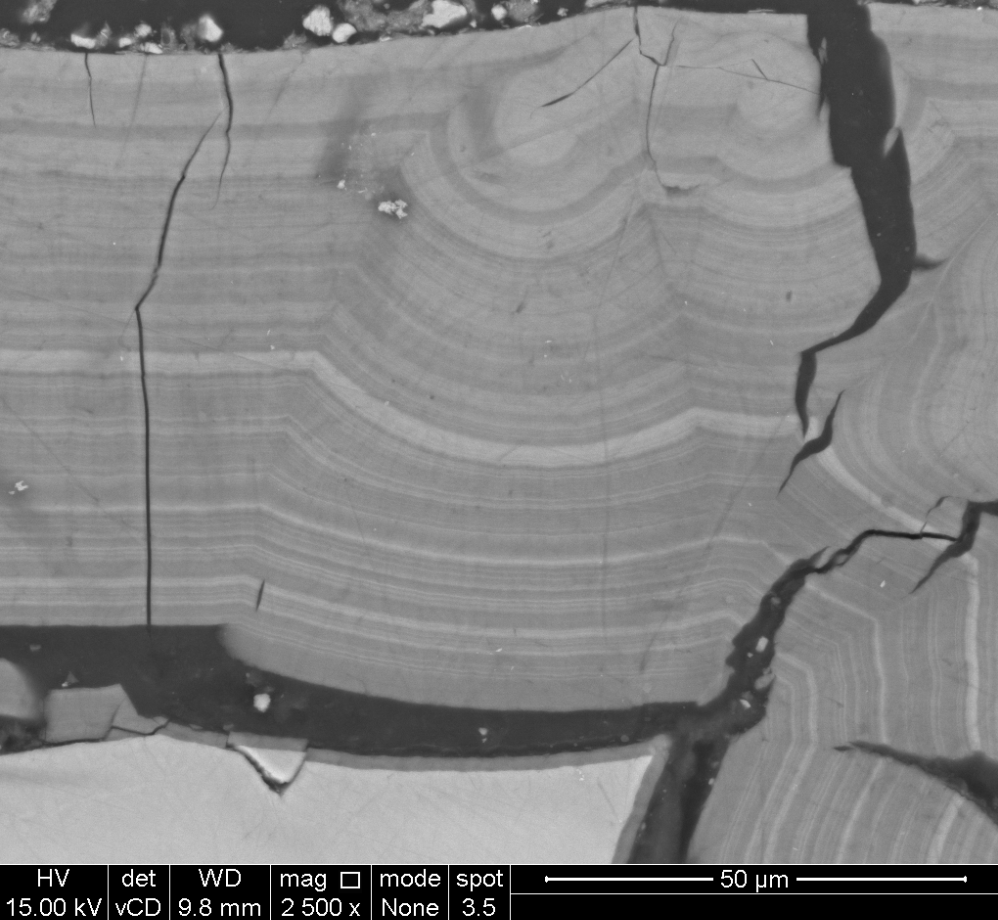 HV det WD mag □ mode spot
50 µm
15.00 kV vCD 9.8 mm 2 500 x None 3.5